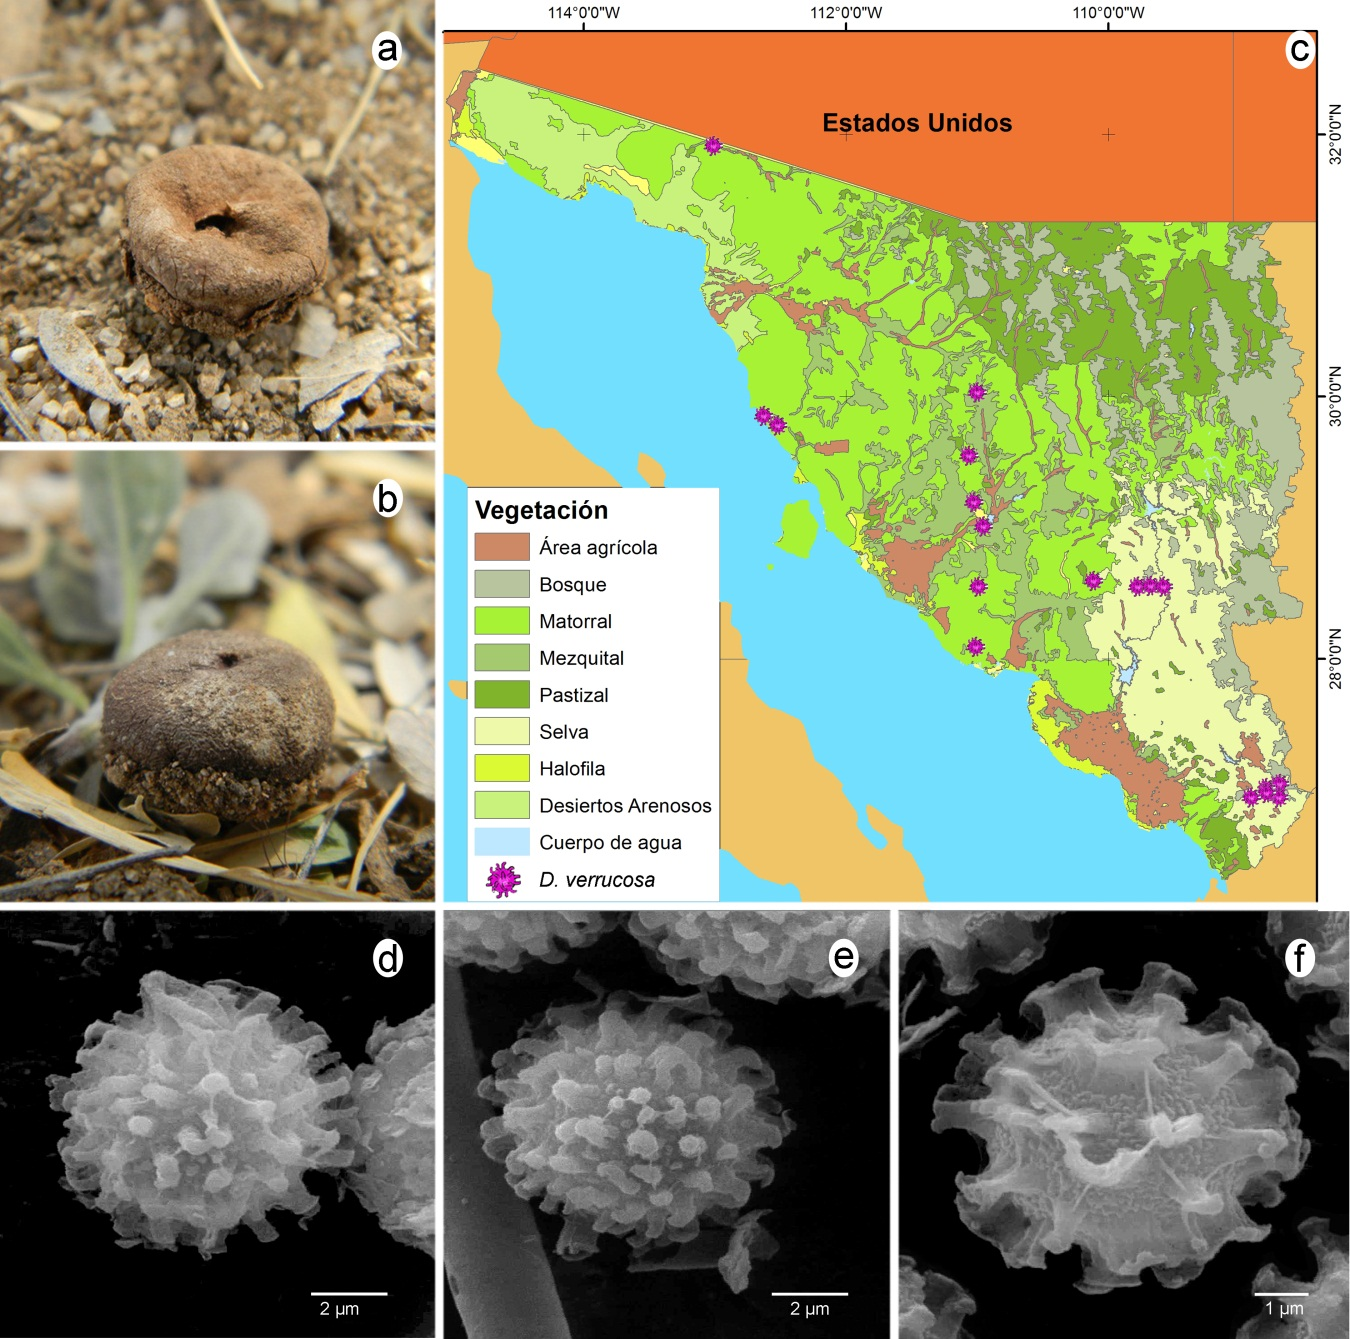 a
b
114°0'0"W 112°0'0"W 110°0'0"W
c
Estados Unidos
32°0'0"N
30°0'0"N
28°0'0"N
Vegetación
Área agrícola
Bosque
Matorral
Mezquital
Pastizal
Selva
Halofila
Desiertos Arenosos
Cuerpo de agua
D. verrucosa
d
2 µm
e
2 µm
f
1 µm